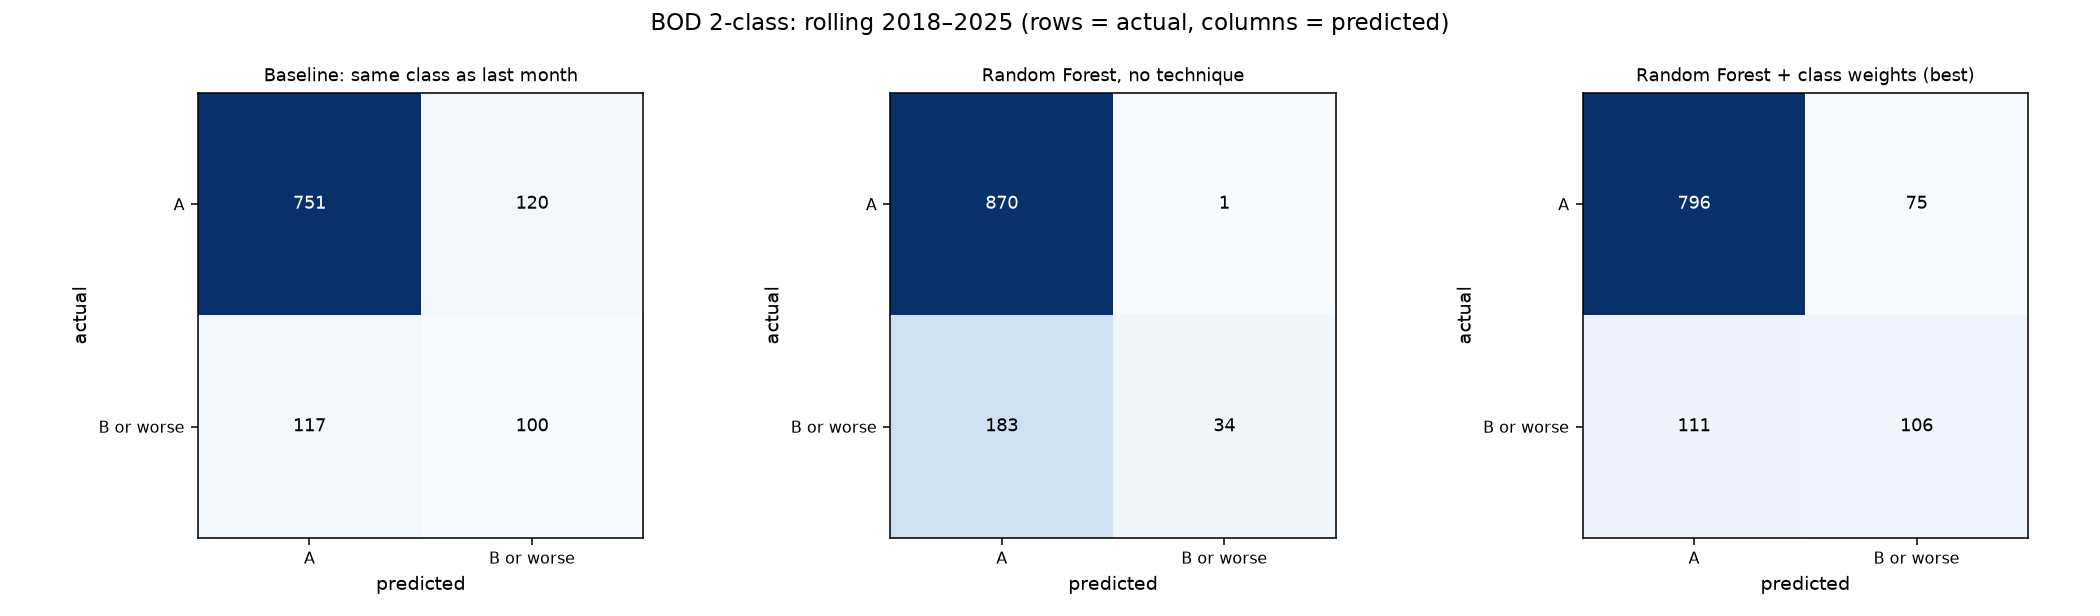 BOD 2-class: rolling 2018–2025 (rows = actual, columns = predicted)
Baseline: same class as last month
A
B or worse
actual
751
120
117
100
A
B or worse
predicted
Random Forest, no technique
A
B or worse
actual
870
1
183
34
A
B or worse
predicted
Random Forest + class weights (best)
A
B or worse
actual
796
75
111
106
A
B or worse
predicted